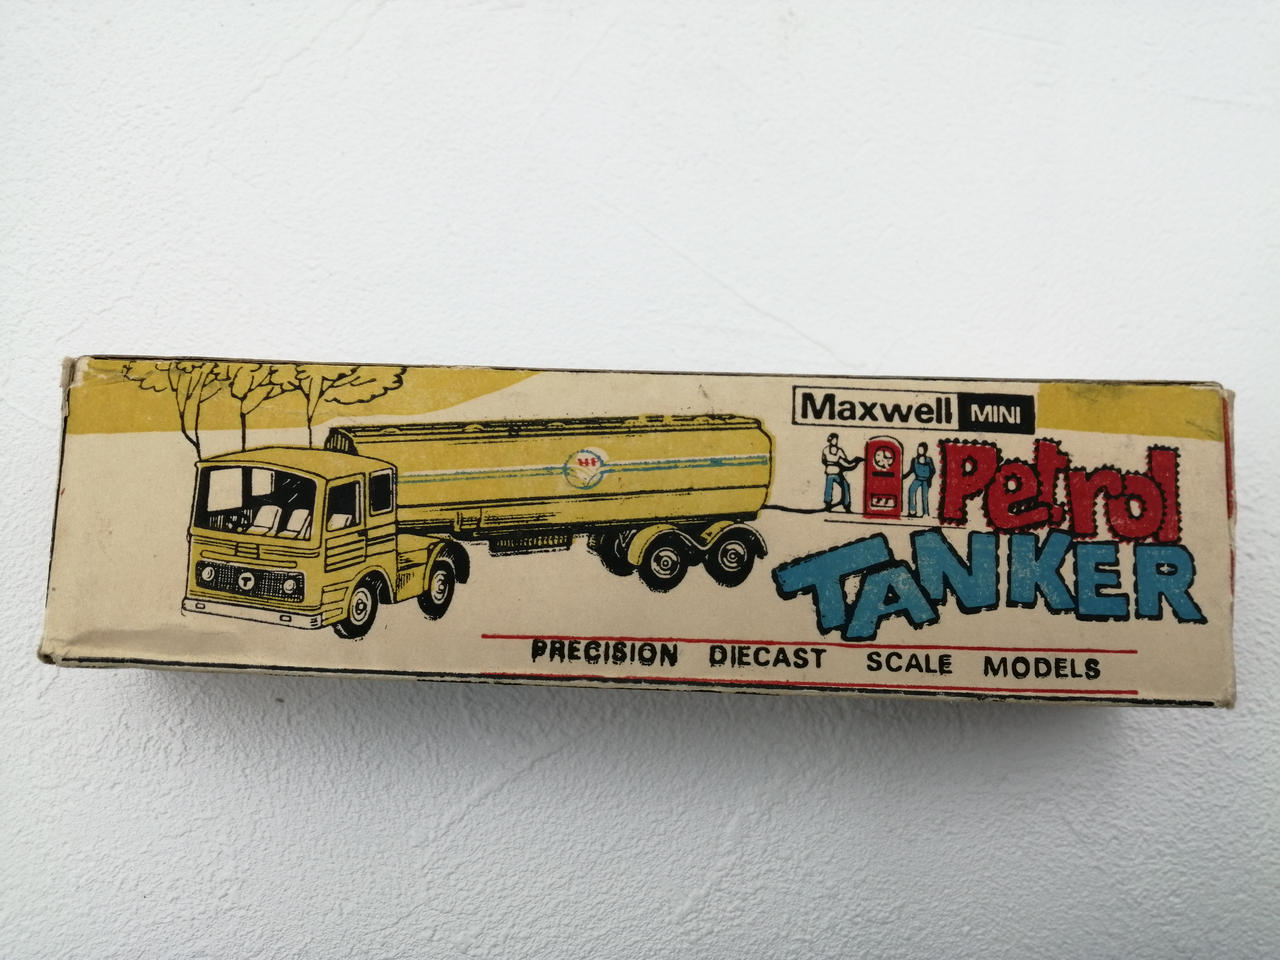 Maxwell MINI
Petrol
TANKER
PRECISION DIECAST SCALE MODELS